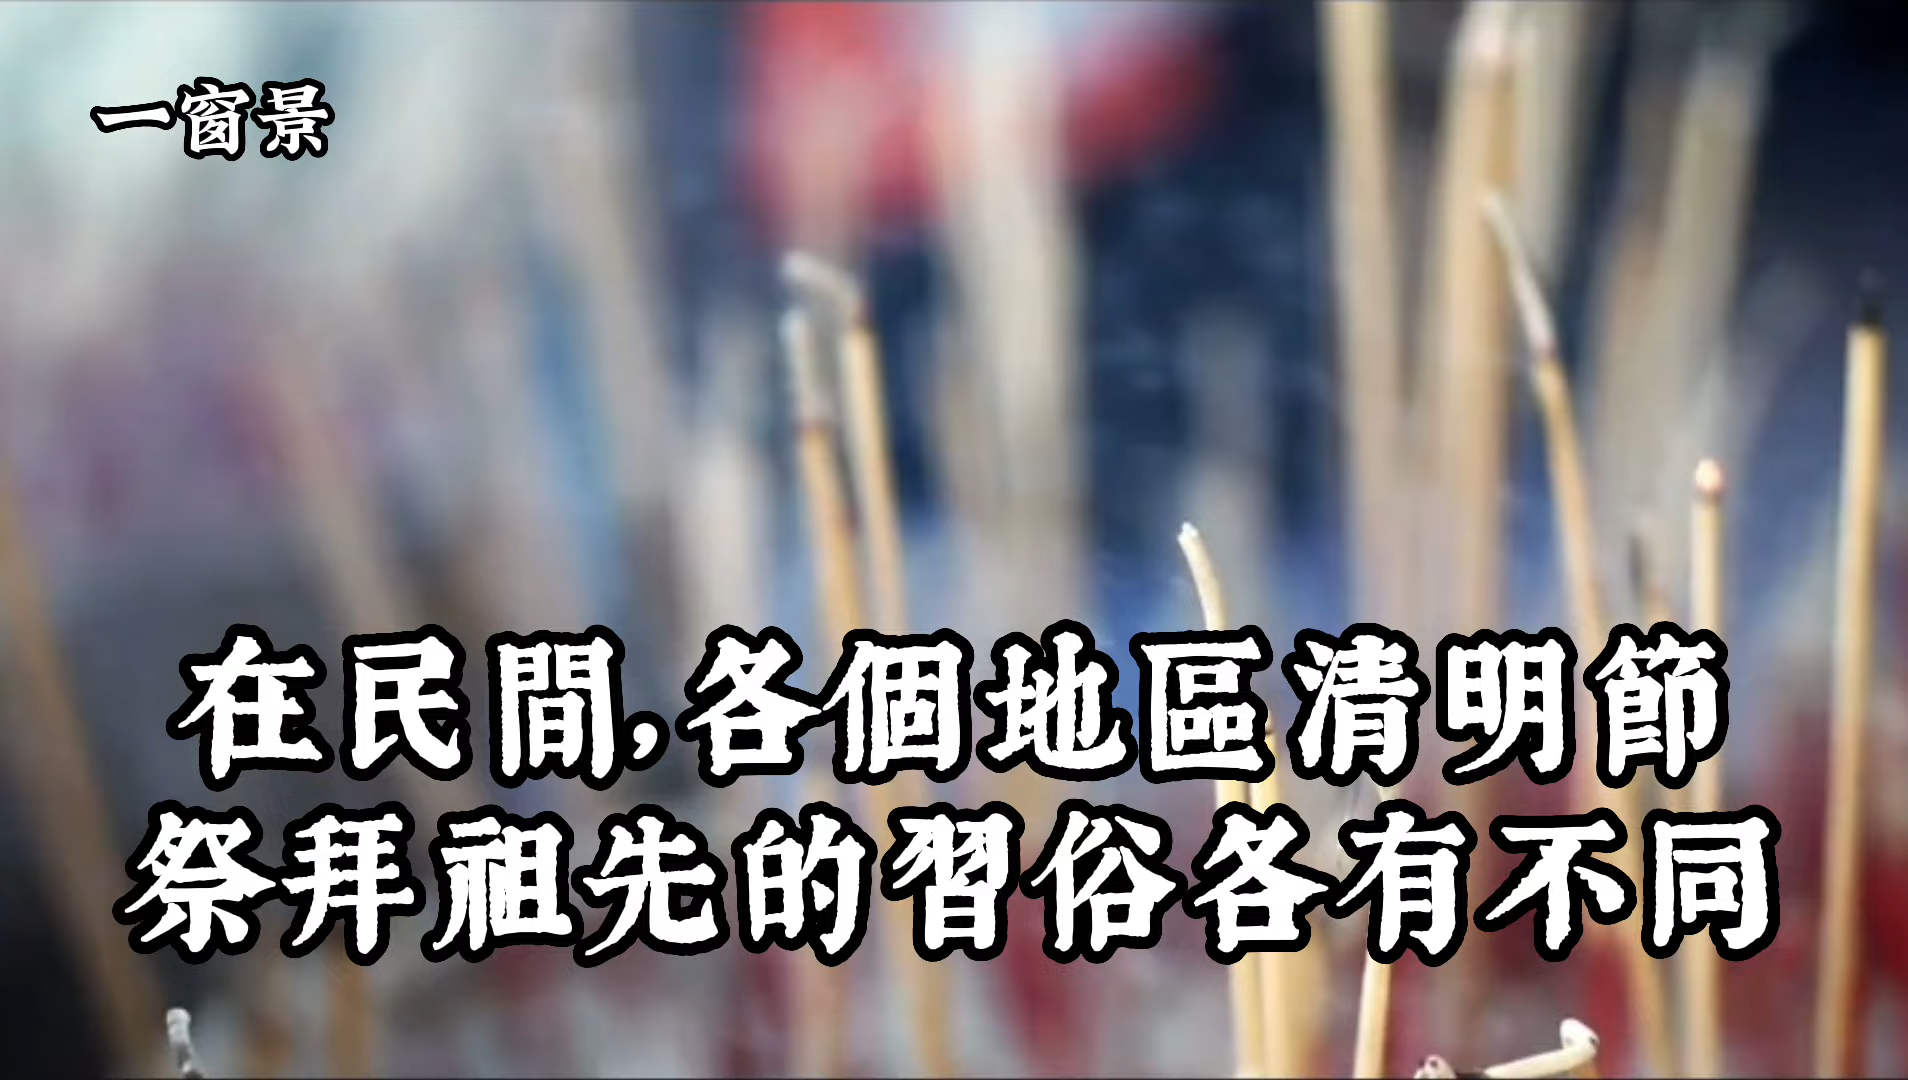 一窗景
在民間,各個地區清明節
祭拜祖先的習俗各有不同